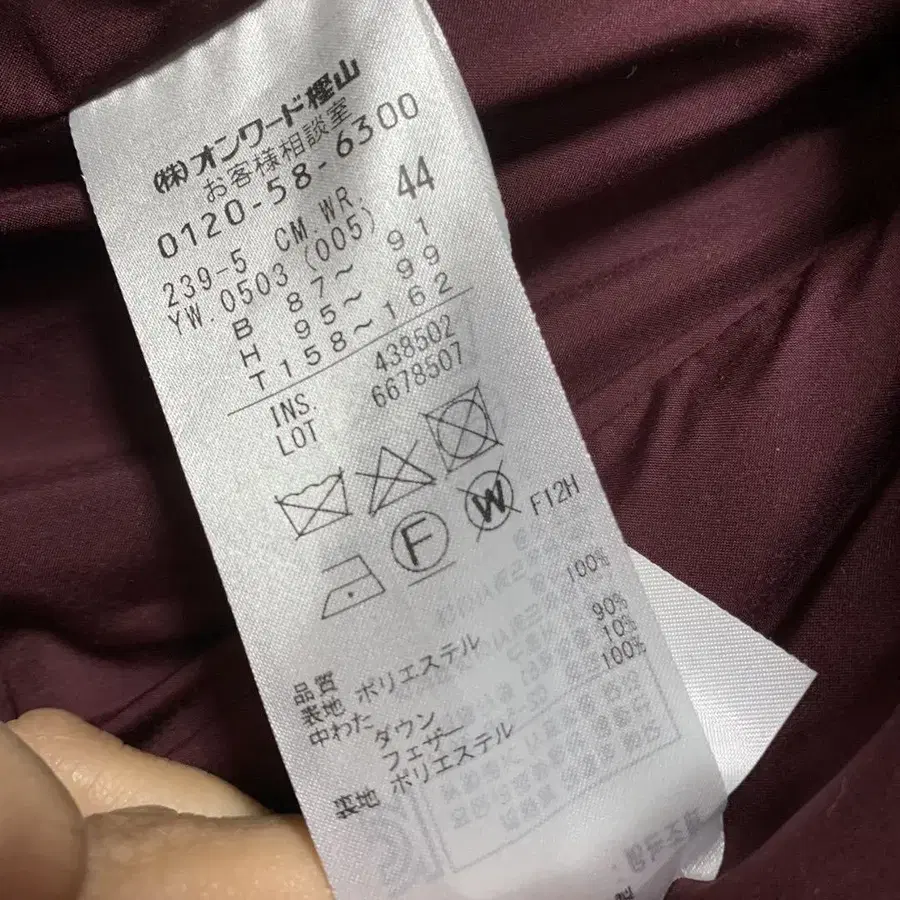 (株)オンワード樫山
お客様相談室
0120-58-6300
239-5 CM.WR. 44
YW.0503 (005)
B 87～ 91
H 95～ 99
T158～162
INS. 438502
LOT 6678507
F W F12H
品質
表地 ポリエステル 100%
中わた ダウン 90%
フェザー 10%
裏地 ポリエステル 100%